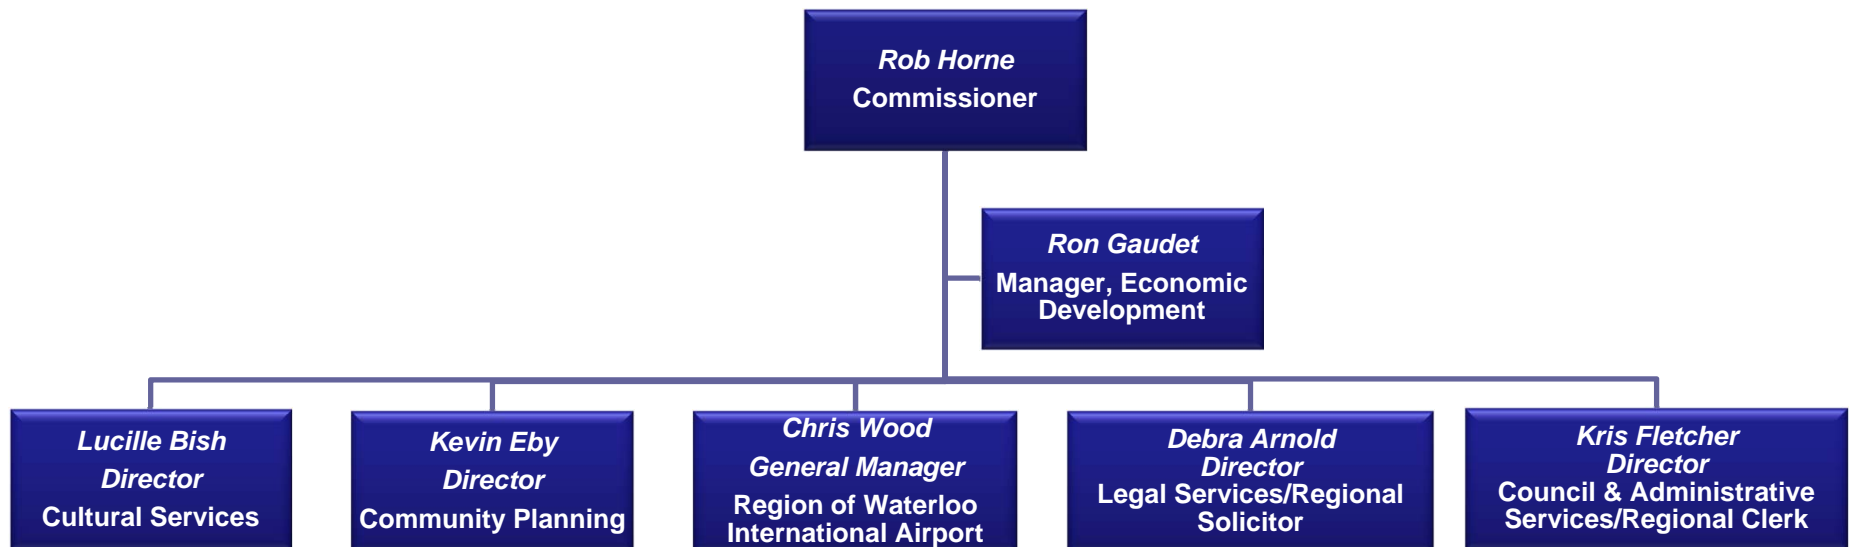 Rob Horne
Commissioner
Ron Gaudet
Manager, Economic
Development
Lucille Bish
Director
Cultural Services
Kevin Eby
Director
Community Planning
Chris Wood
General Manager
Region of Waterloo
International Airport
Debra Arnold
Director
Legal Services/Regional
Solicitor
Kris Fletcher
Director
Council & Administrative
Services/Regional Clerk